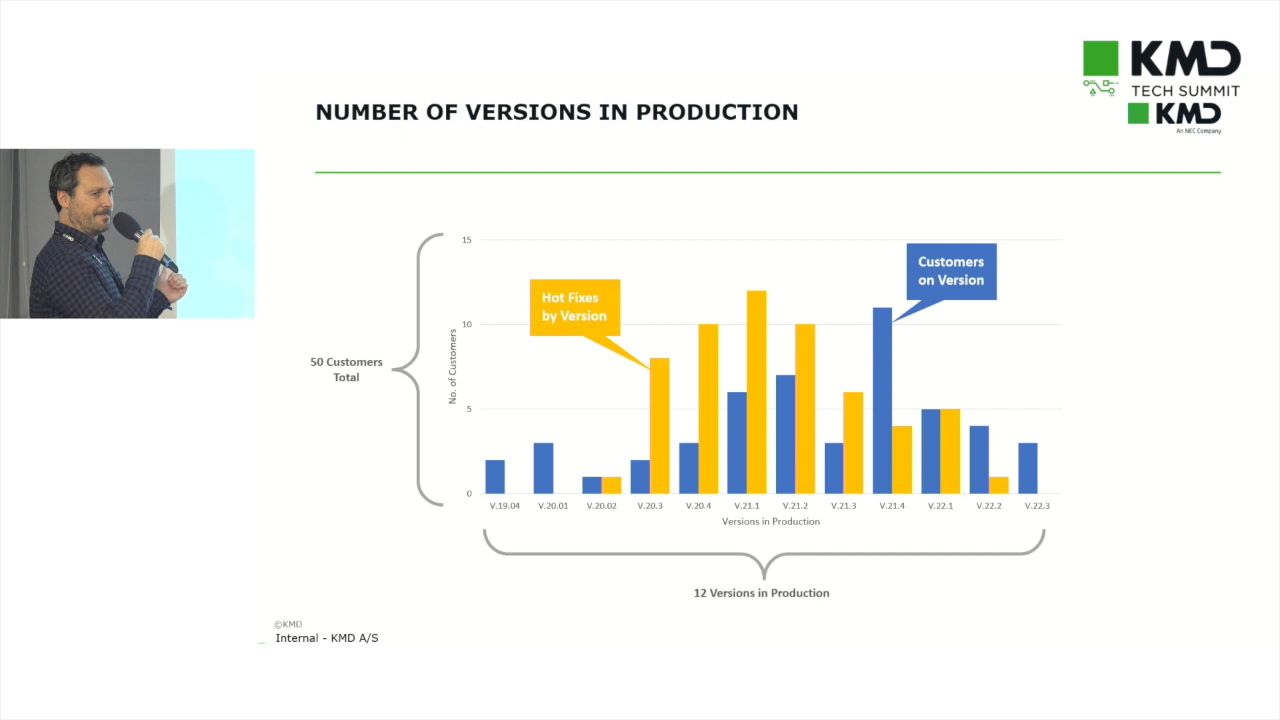 KMD
TECH SUMMIT
KMD
An NEC Company
NUMBER OF VERSIONS IN PRODUCTION
50 Customers
Total
No. of Customers
15
10
5
0
Hot Fixes
by Version
Customers
on Version
V.19.04 V.20.01 V.20.02 V.20.3 V.20.4 V.21.1 V.21.2 V.21.3 V.21.4 V.22.1 V.22.2 V.22.3
Versions in Production
12 Versions in Production
©KMD
Internal - KMD A/S